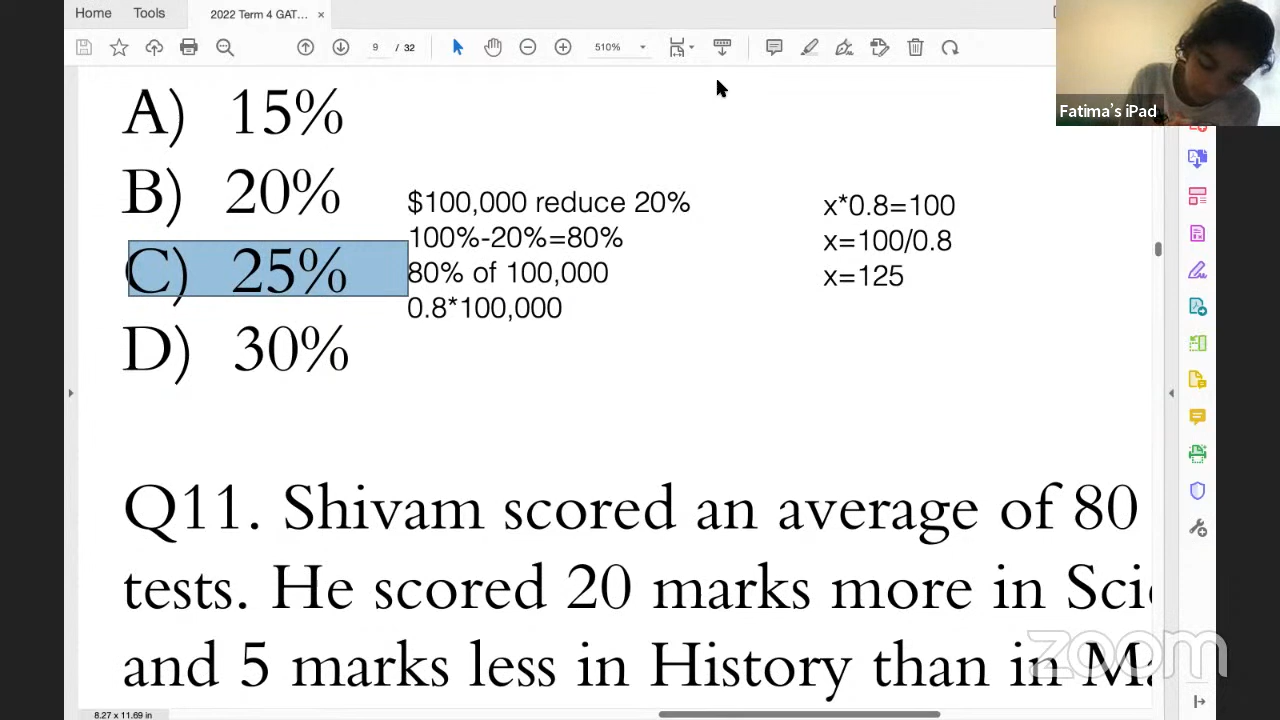 Home Tools 2022 Term 4 GAT... ×
9 / 32 510%
Fatima's iPad
A) 15%
B) 20%
C) 25%
D) 30%
$100,000 reduce 20%
100%-20%=80%
80% of 100,000
0.8*100,000
x*0.8=100
x=100/0.8
x=125
Q11. Shivam scored an average of 80
tests. He scored 20 marks more in
and 5 marks less in History than in
zoom
8.27 x 11.69 in